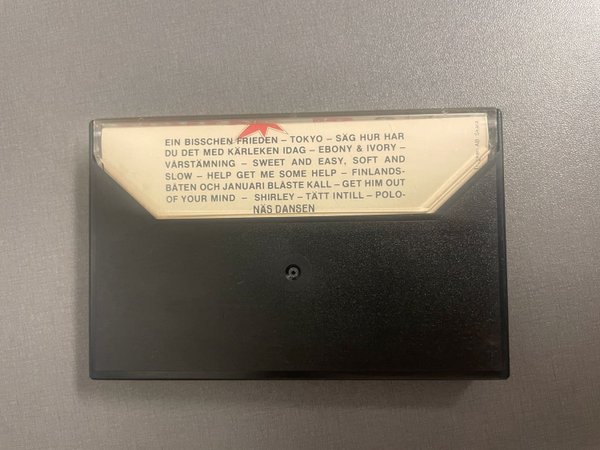 EIN BISSCHEN FRIEDEN – TOKYO – SÄG HUR HAR
DU DET MED KÄRLEKEN IDAG – EBONY & IVORY –
VÅRSTÄMNING – SWEET AND EASY, SOFT AND
SLOW – HELP GET ME SOME HELP – FINLANDS-
BÅTEN OCH JANUARI BLÅSTE KALL – GET HIM OUT
OF YOUR MIND – SHIRLEY – TÄTT INTILL – POLO-
NÄS DANSEN